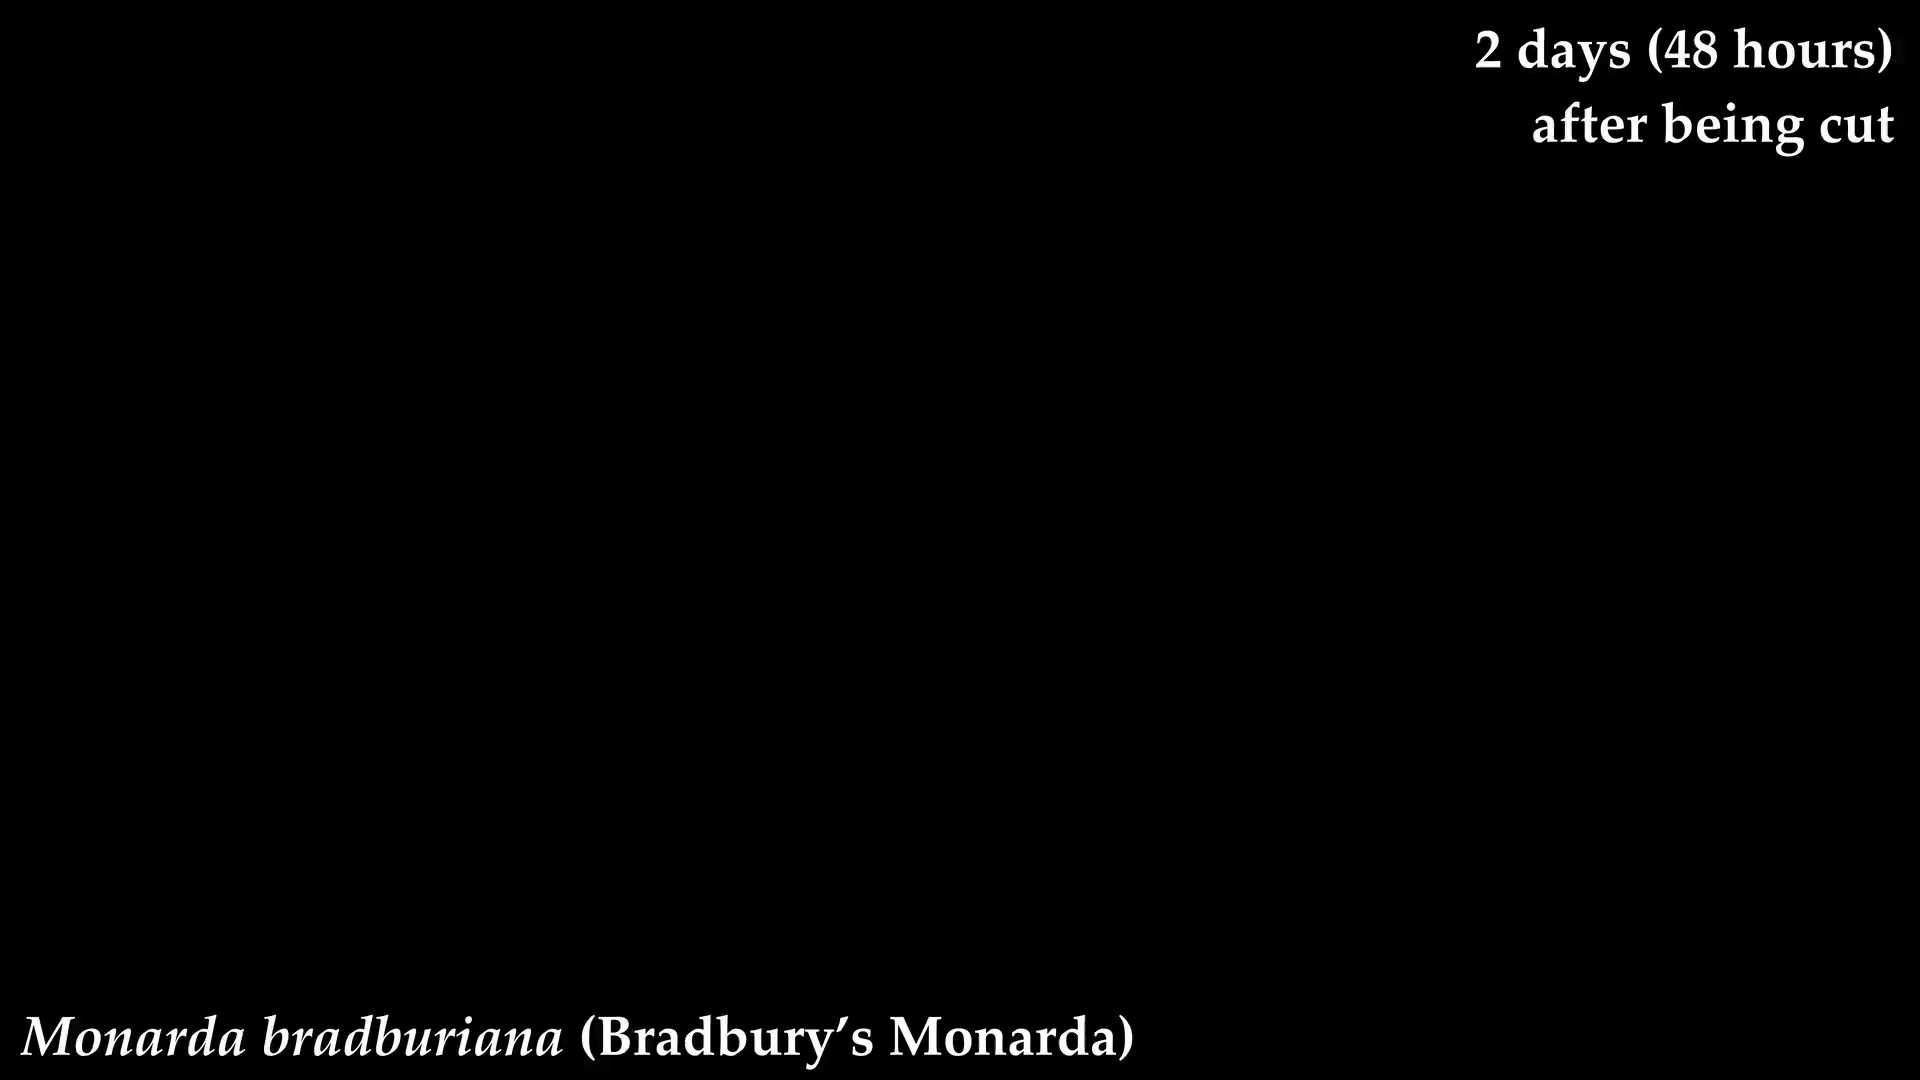 2 days (48 hours)
after being cut
Monarda bradburiana (Bradbury’s Monarda)